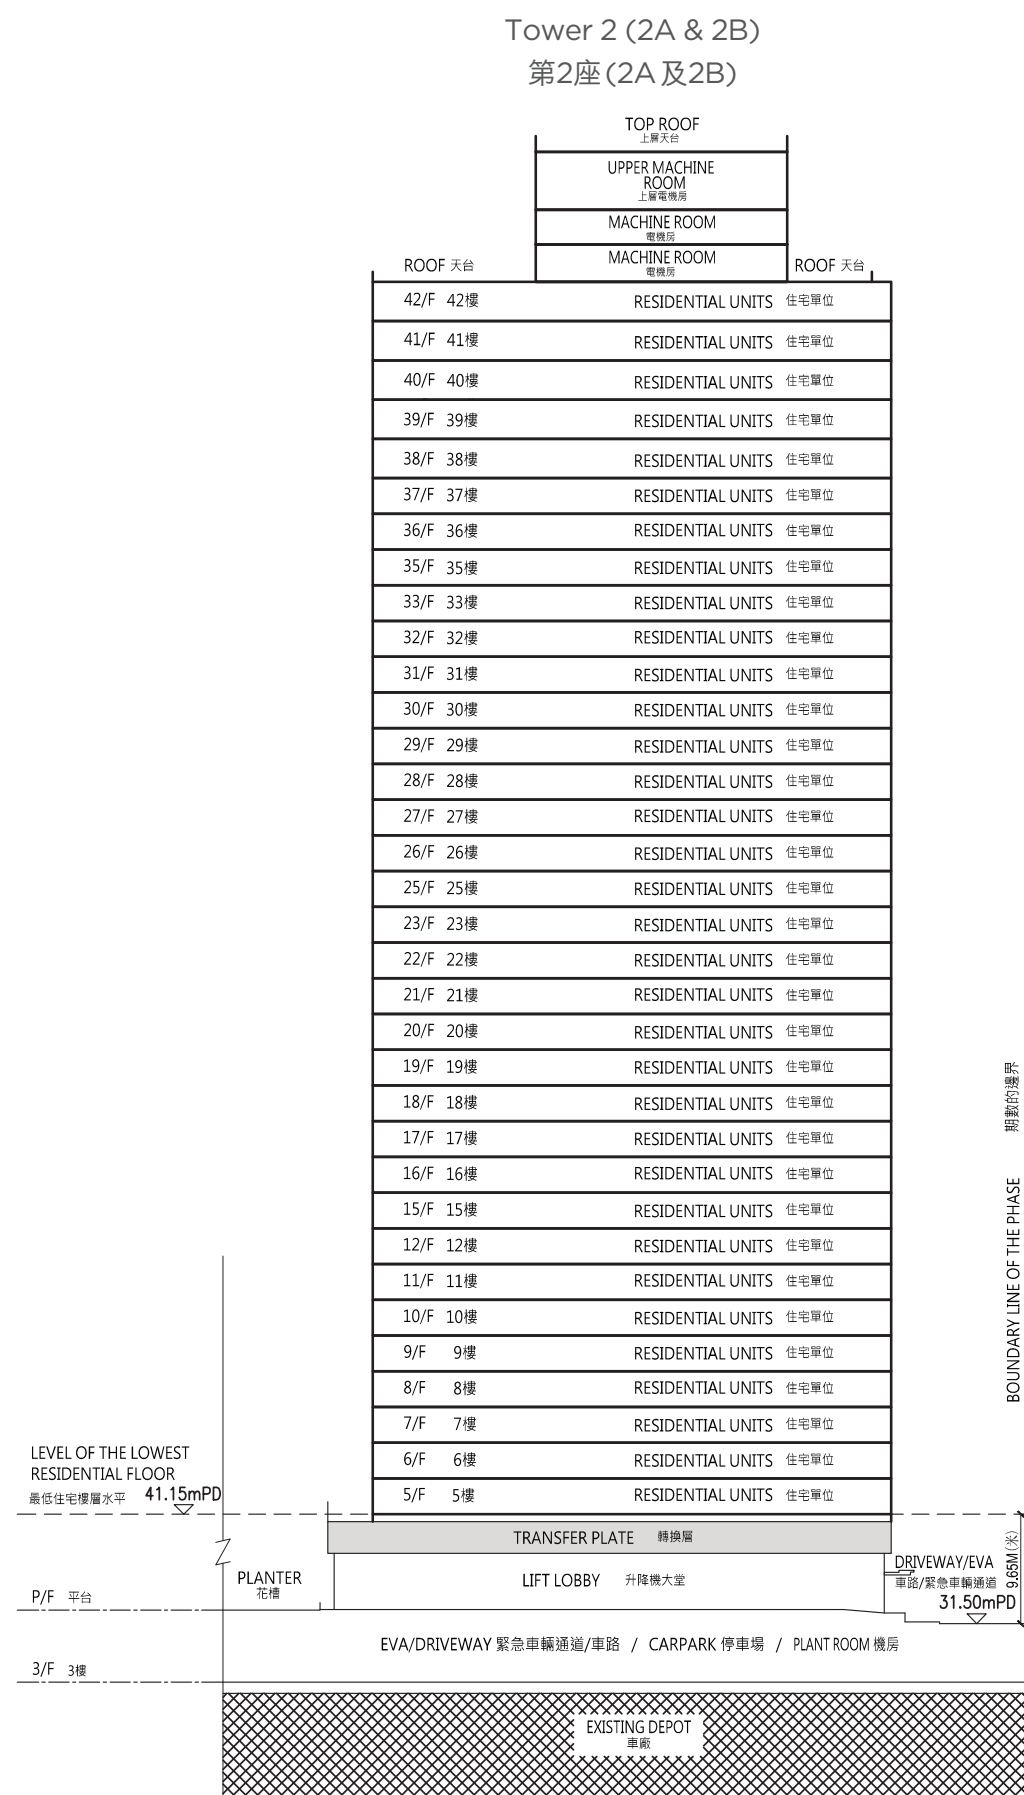 Tower 2 (2A & 2B)
第2座(2A 及2B)
TOP ROOF
上層天台
UPPER MACHINE
ROOM
上層電機房
MACHINE ROOM
電機房
MACHINE ROOM
電機房
ROOF 天台
ROOF 天台
42/F 42樓 RESIDENTIAL UNITS 住宅單位
41/F 41樓 RESIDENTIAL UNITS 住宅單位
40/F 40樓 RESIDENTIAL UNITS 住宅單位
39/F 39樓 RESIDENTIAL UNITS 住宅單位
38/F 38樓 RESIDENTIAL UNITS 住宅單位
37/F 37樓 RESIDENTIAL UNITS 住宅單位
36/F 36樓 RESIDENTIAL UNITS 住宅單位
35/F 35樓 RESIDENTIAL UNITS 住宅單位
33/F 33樓 RESIDENTIAL UNITS 住宅單位
32/F 32樓 RESIDENTIAL UNITS 住宅單位
31/F 31樓 RESIDENTIAL UNITS 住宅單位
30/F 30樓 RESIDENTIAL UNITS 住宅單位
29/F 29樓 RESIDENTIAL UNITS 住宅單位
28/F 28樓 RESIDENTIAL UNITS 住宅單位
27/F 27樓 RESIDENTIAL UNITS 住宅單位
26/F 26樓 RESIDENTIAL UNITS 住宅單位
25/F 25樓 RESIDENTIAL UNITS 住宅單位
23/F 23樓 RESIDENTIAL UNITS 住宅單位
22/F 22樓 RESIDENTIAL UNITS 住宅單位
21/F 21樓 RESIDENTIAL UNITS 住宅單位
20/F 20樓 RESIDENTIAL UNITS 住宅單位
19/F 19樓 RESIDENTIAL UNITS 住宅單位
18/F 18樓 RESIDENTIAL UNITS 住宅單位
17/F 17樓 RESIDENTIAL UNITS 住宅單位
16/F 16樓 RESIDENTIAL UNITS 住宅單位
15/F 15樓 RESIDENTIAL UNITS 住宅單位
12/F 12樓 RESIDENTIAL UNITS 住宅單位
11/F 11樓 RESIDENTIAL UNITS 住宅單位
10/F 10樓 RESIDENTIAL UNITS 住宅單位
9/F 9樓 RESIDENTIAL UNITS 住宅單位
8/F 8樓 RESIDENTIAL UNITS 住宅單位
7/F 7樓 RESIDENTIAL UNITS 住宅單位
6/F 6樓 RESIDENTIAL UNITS 住宅單位
5/F 5樓 RESIDENTIAL UNITS 住宅單位
BOUNDARY LINE OF THE PHASE 期數的邊界
LEVEL OF THE LOWEST
RESIDENTIAL FLOOR
最低住宅樓層水平 41.15mPD
TRANSFER PLATE 轉換層
LIFT LOBBY 升降機大堂
PLANTER
花槽
DRIVEWAY/EVA
車路/緊急車輛通道
31.50mPD
9.65M(米)
P/F 平台
EVA/DRIVEWAY 緊急車輛通道/車路 / CARPARK 停車場 / PLANT ROOM 機房
3/F 3樓
EXISTING DEPOT
車廠